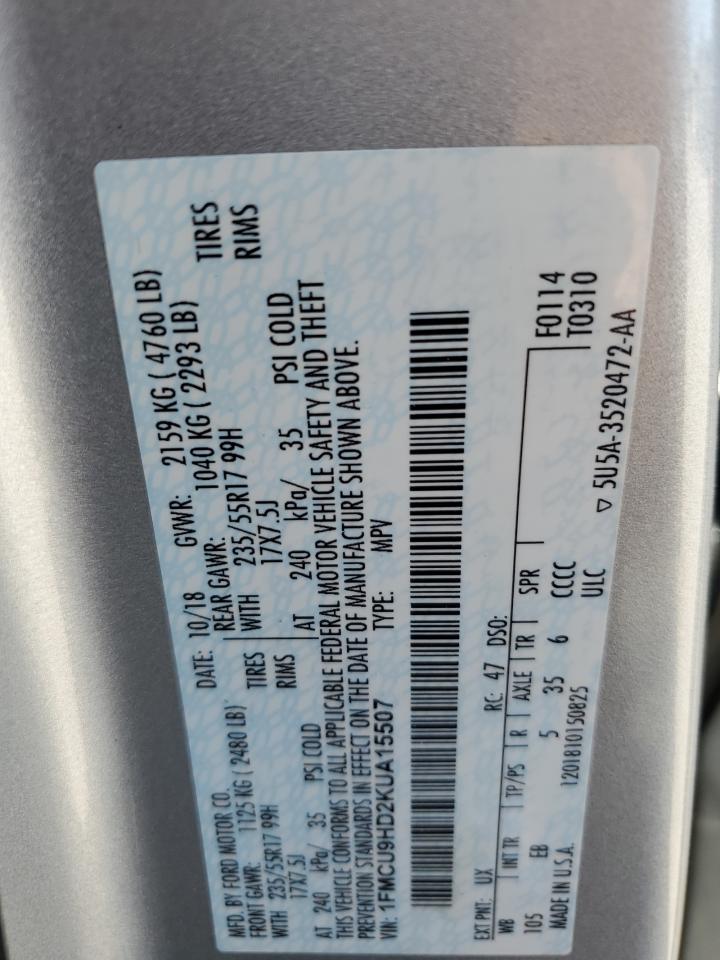 MFD. BY FORD MOTOR CO.
DATE: 10/18 GVWR: 2159 KG ( 4760 LB)
FRONT GAWR: 1125 KG ( 2480 LB) REAR GAWR: 1040 KG ( 2293 LB)
WITH 235/55R17 99H TIRES WITH 235/55R17 99H TIRES
17X7.5J RIMS 17X7.5J RIMS
AT 240 kPa/ 35 PSI COLD AT 240 kPa/ 35 PSI COLD
THIS VEHICLE CONFORMS TO ALL APPLICABLE FEDERAL MOTOR VEHICLE SAFETY AND THEFT
PREVENTION STANDARDS IN EFFECT ON THE DATE OF MANUFACTURE SHOWN ABOVE.
VIN: 1FMCU9HD2KUA15507 TYPE: MPV
EXT PNT: UX RC: 47 DSO: F0114
WB INT TR TP/PS R AXLE TR SPR T0310
105 EB 5 35 6 CCCC
MADE IN U.S.A. 1201810150825 ULC ▽ 5U5A-3520472-AA